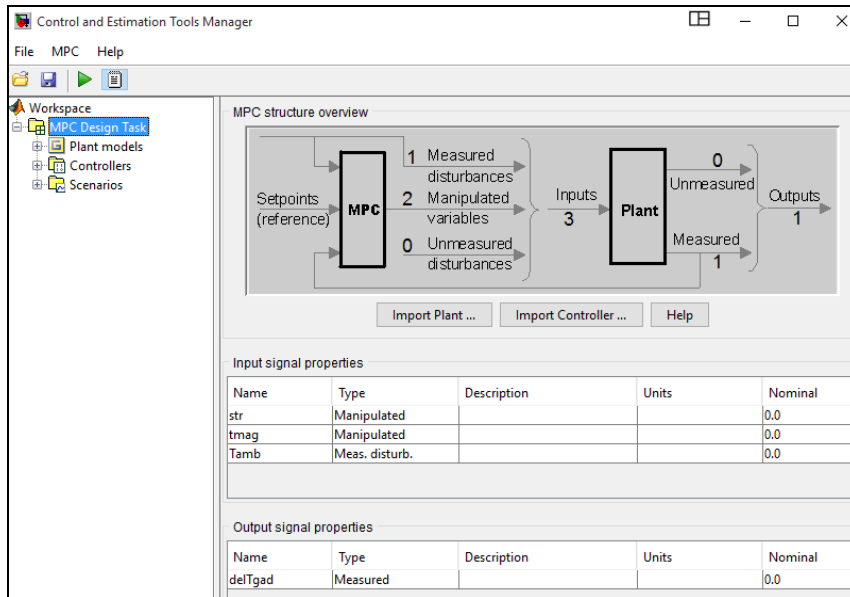 Control and Estimation Tools Manager
File MPC Help
Workspace
MPC Design Task
Plant models
Controllers
Scenarios
MPC structure overview
Setpoints
(reference)
MPC
1 Measured
disturbances
2 Manipulated
variables
0 Unmeasured
disturbances
Inputs
3
Plant
0
Unmeasured
Measured
1
Outputs
1
Import Plant ... Import Controller ... Help
Input signal properties
Name Type Description Units Nominal
str Manipulated 0.0
tmag Manipulated 0.0
Tamb Meas. disturb. 0.0
Output signal properties
Name Type Description Units Nominal
delTgad Measured 0.0